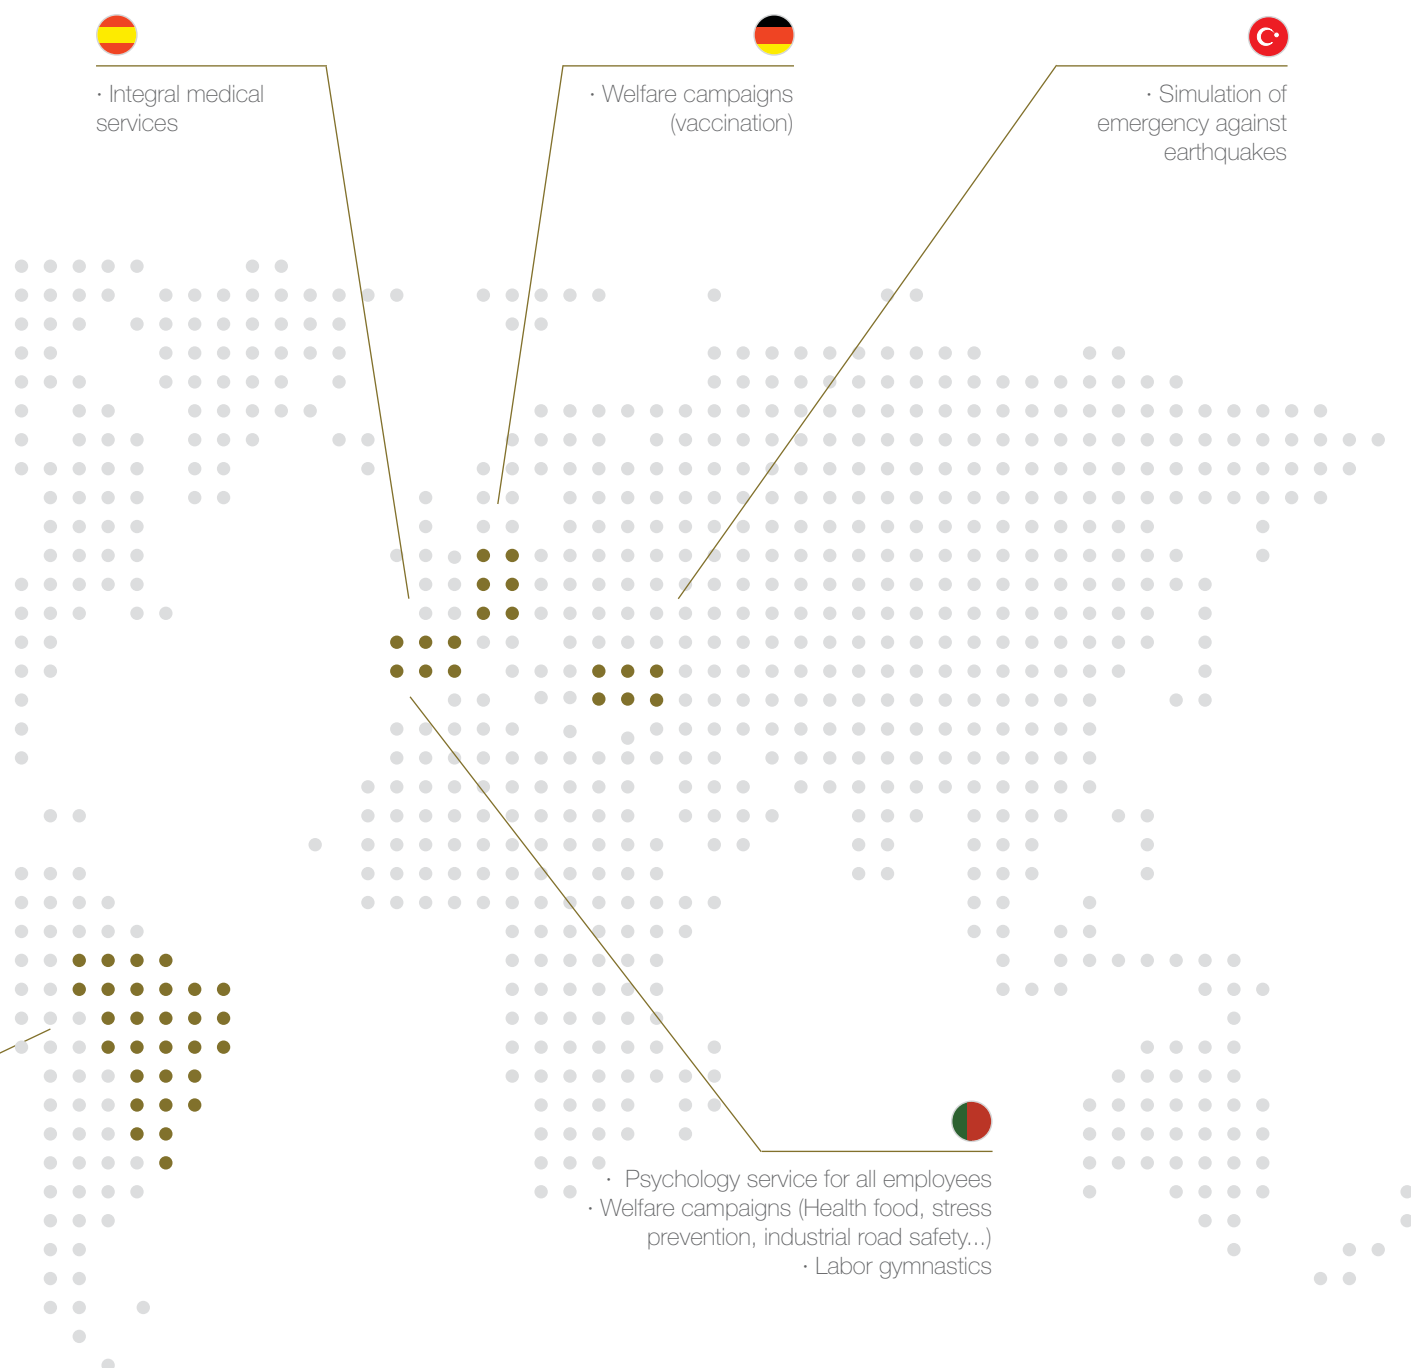 · Integral medical
services
· Welfare campaigns
(vaccination)
· Simulation of
emergency against
earthquakes
· Psychology service for all employees
· Welfare campaigns (Health food, stress
prevention, industrial road safety...)
· Labor gymnastics